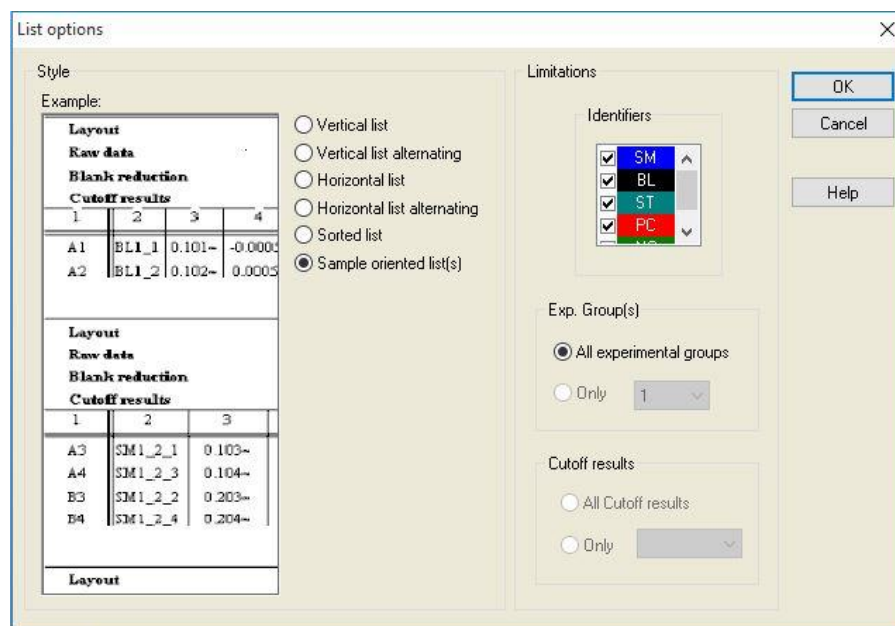 List options
Style
Example:
Layout
Raw data
Blank reduction
Cutoff results
1 2 3 4
A1 BL1_1 0.101~ -0.0005
A2 BL1_2 0.102~ 0.0005
Layout
Raw data
Blank reduction
Cutoff results
1 2 3
A3 SM1_2_1 0.103~
A4 SM1_2_3 0.104~
B3 SM1_2_2 0.203~
B4 SM1_2_4 0.204~
Layout
Vertical list
Vertical list alternating
Horizontal list
Horizontal list alternating
Sorted list
Sample oriented list(s)
Limitations
Identifiers
SM
BL
ST
PC
Exp. Group(s)
All experimental groups
Only 1
Cutoff results
All Cutoff results
Only
OK
Cancel
Help